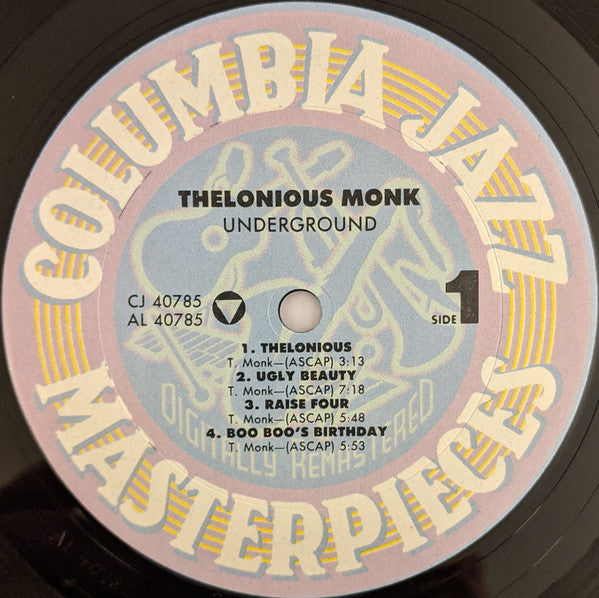 COLUMBIA JAZZ
THELONIOUS MONK
UNDERGROUND
CJ 40785
AL 40785
SIDE 1
1. THELONIOUS
T. Monk—(ASCAP) 3:13
2. UGLY BEAUTY
T. Monk—(ASCAP) 7:18
3. RAISE FOUR
T. Monk—(ASCAP) 5:48
4. BOO BOO'S BIRTHDAY
T. Monk—(ASCAP) 5:53
DIGITALLY REMASTERED
MASTERPIECES